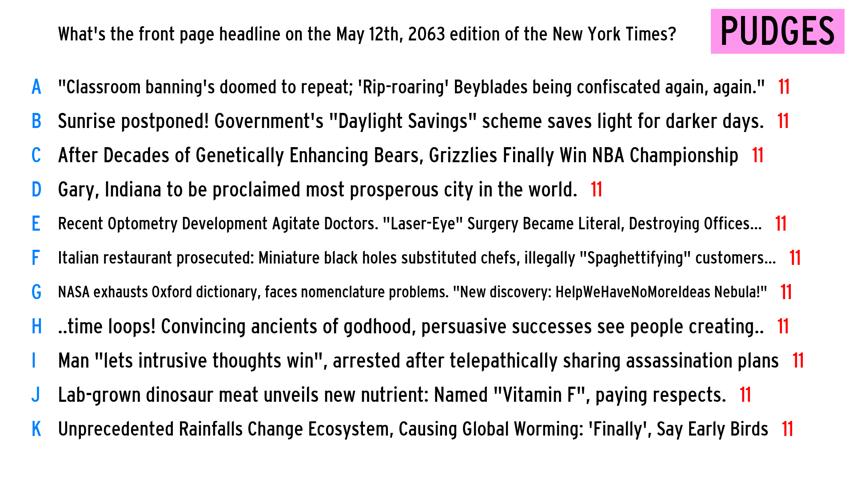 What's the front page headline on the May 12th, 2063 edition of the New York Times?
PUDGES
A "Classroom banning's doomed to repeat; 'Rip-roaring' Beyblades being confiscated again, again." 11
B Sunrise postponed! Government's "Daylight Savings" scheme saves light for darker days. 11
C After Decades of Genetically Enhancing Bears, Grizzlies Finally Win NBA Championship 11
D Gary, Indiana to be proclaimed most prosperous city in the world. 11
E Recent Optometry Development Agitate Doctors. "Laser-Eye" Surgery Became Literal, Destroying Offices... 11
F Italian restaurant prosecuted: Miniature black holes substituted chefs, illegally "Spaghettifying" customers... 11
G NASA exhausts Oxford dictionary, faces nomenclature problems. "New discovery: HelpWeHaveNoMoreIdeas Nebula!" 11
H ..time loops! Convincing ancients of godhood, persuasive successes see people creating.. 11
I Man "lets intrusive thoughts win", arrested after telepathically sharing assassination plans 11
J Lab-grown dinosaur meat unveils new nutrient: Named "Vitamin F", paying respects. 11
K Unprecedented Rainfalls Change Ecosystem, Causing Global Worming: 'Finally', Say Early Birds 11